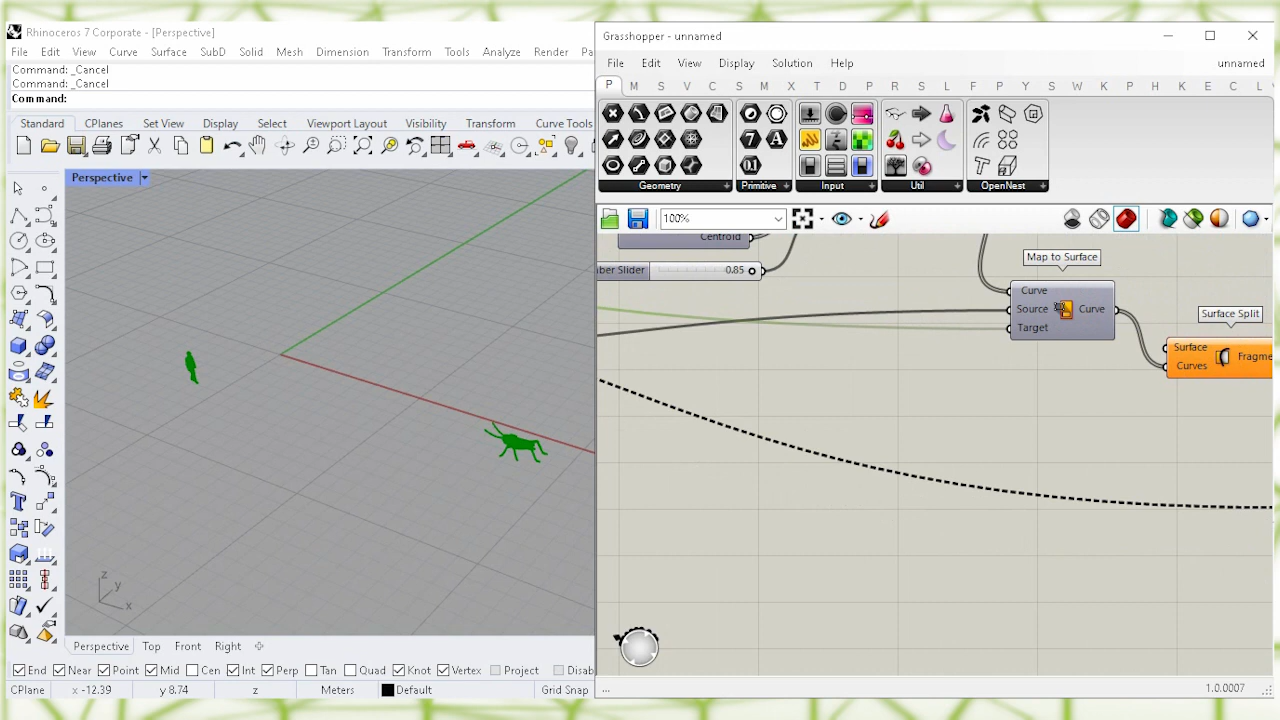 Rhinoceros 7 Corporate - [Perspective]
File Edit View Curve Surface SubD Solid Mesh Dimension Transform Tools Analyze Render Pa
Command: _Cancel
Command: _Cancel
Command:
Standard CPlanes SetView Display Select Viewport Layout Visibility Transform Curve Tools
Perspective
z
y
x
Perspective Top Front Right
End Near Point Mid Cen Int Perp Tan Quad Knot Vertex Project Disab
CPlane x -12.39 y 8.74 z Meters Default Grid Snap
Grasshopper - unnamed
File Edit View Display Solution Help unnamed
P M S V C S M X T D P R S Y S W K P H F E C L
Geometry Primitive Input Util OpenNest
100%
Centroid
ber Slider 0.85
Map to Surface
Curve
Source Curve
Target
Surface Split
Surface
Curves Fragme
... 1.0.0007